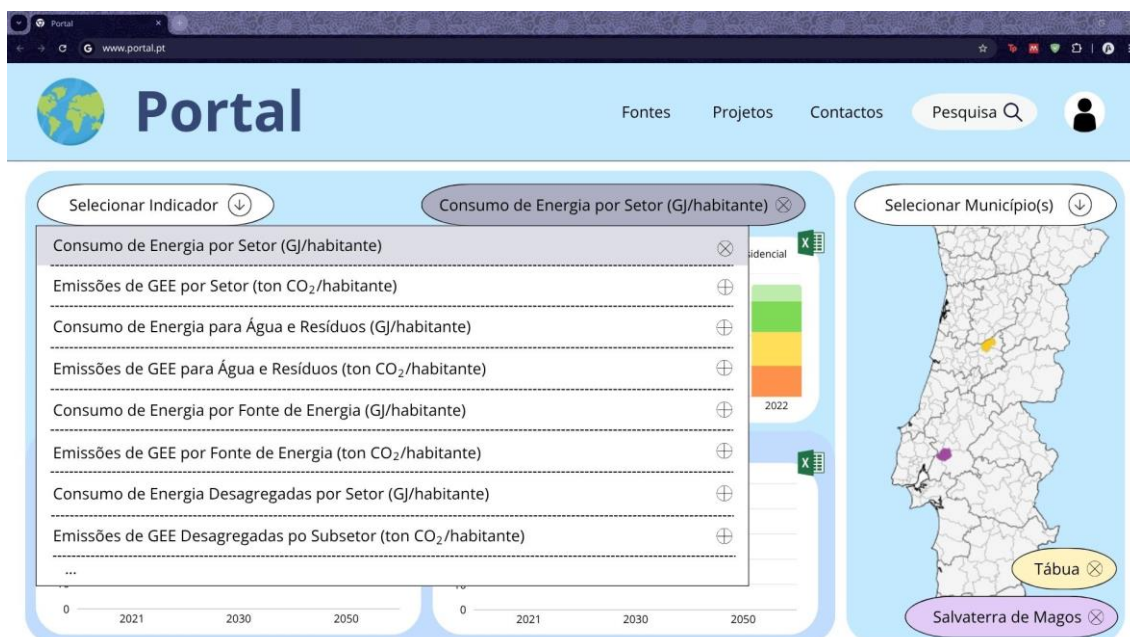 Portal
www.portal.pt
Portal
Fontes
Projetos
Contactos
Pesquisa
Selecionar Indicador
Consumo de Energia por Setor (GJ/habitante)
Selecionar Município(s)
Consumo de Energia por Setor (GJ/habitante)
Emissões de GEE por Setor (ton CO₂/habitante)
Consumo de Energia para Água e Resíduos (GJ/habitante)
Emissões de GEE para Água e Resíduos (ton CO₂/habitante)
Consumo de Energia por Fonte de Energia (GJ/habitante)
Emissões de GEE por Fonte de Energia (ton CO₂/habitante)
Consumo de Energia Desagregadas por Setor (GJ/habitante)
Emissões de GEE Desagregadas po Subsetor (ton CO₂/habitante)
...
idencial
2022
0
2021
2030
2050
0
2021
2030
2050
Tábua
Salvaterra de Magos